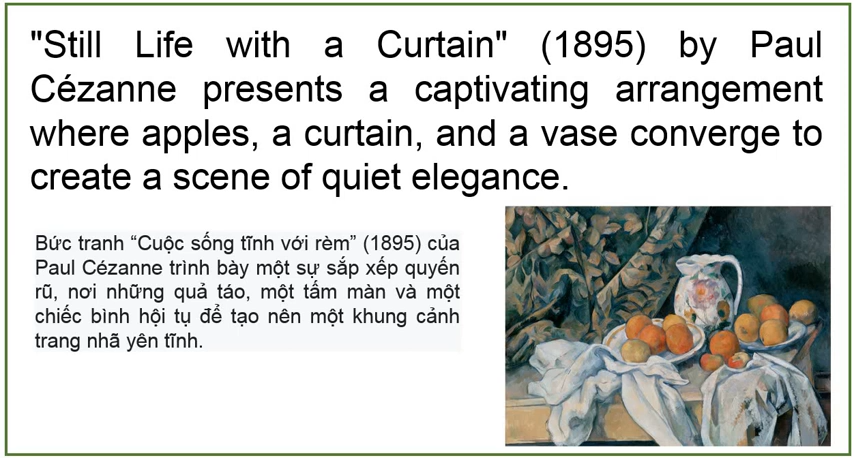 "Still Life with a Curtain" (1895) by Paul
Cézanne presents a captivating arrangement
where apples, a curtain, and a vase converge to
create a scene of quiet elegance.
Bức tranh “Cuộc sống tĩnh với rèm” (1895) của
Paul Cézanne trình bày một sự sắp xếp quyến
rũ, nơi những quả táo, một tấm màn và một
chiếc bình hội tụ để tạo nên một khung cảnh
trang nhã yên tĩnh.